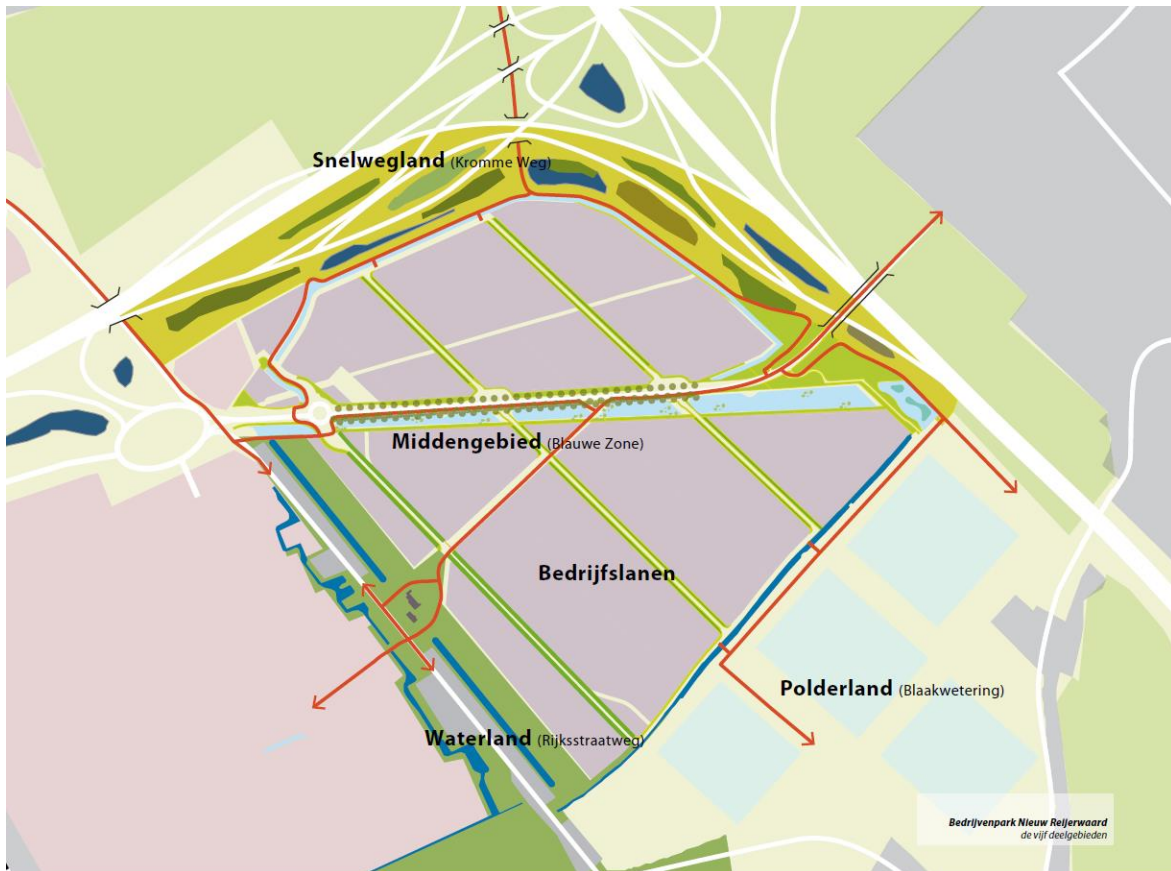 Snelwegland (Kromme Weg)
Middengebied (Blauwe Zone)
Bedrijfslanen
Polderland (Blaakwetering)
Waterland (Rijksstraatweg)
Bedrijvenpark Nieuw Reijerwaard
de vijf deelgebieden